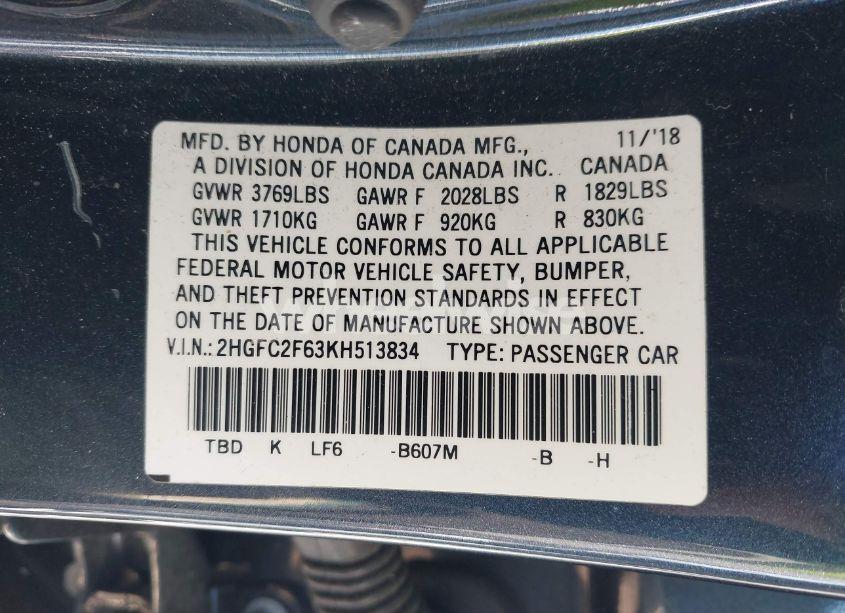 MFD. BY HONDA OF CANADA MFG., 11/'18
A DIVISION OF HONDA CANADA INC. CANADA
GVWR 3769LBS GAWR F 2028LBS R 1829LBS
GVWR 1710KG GAWR F 920KG R 830KG
THIS VEHICLE CONFORMS TO ALL APPLICABLE
FEDERAL MOTOR VEHICLE SAFETY, BUMPER,
AND THEFT PREVENTION STANDARDS IN EFFECT
ON THE DATE OF MANUFACTURE SHOWN ABOVE.
V.I.N.: 2HGFC2F63KH513834 TYPE: PASSENGER CAR
TBD K LF6 -B607M -B -H